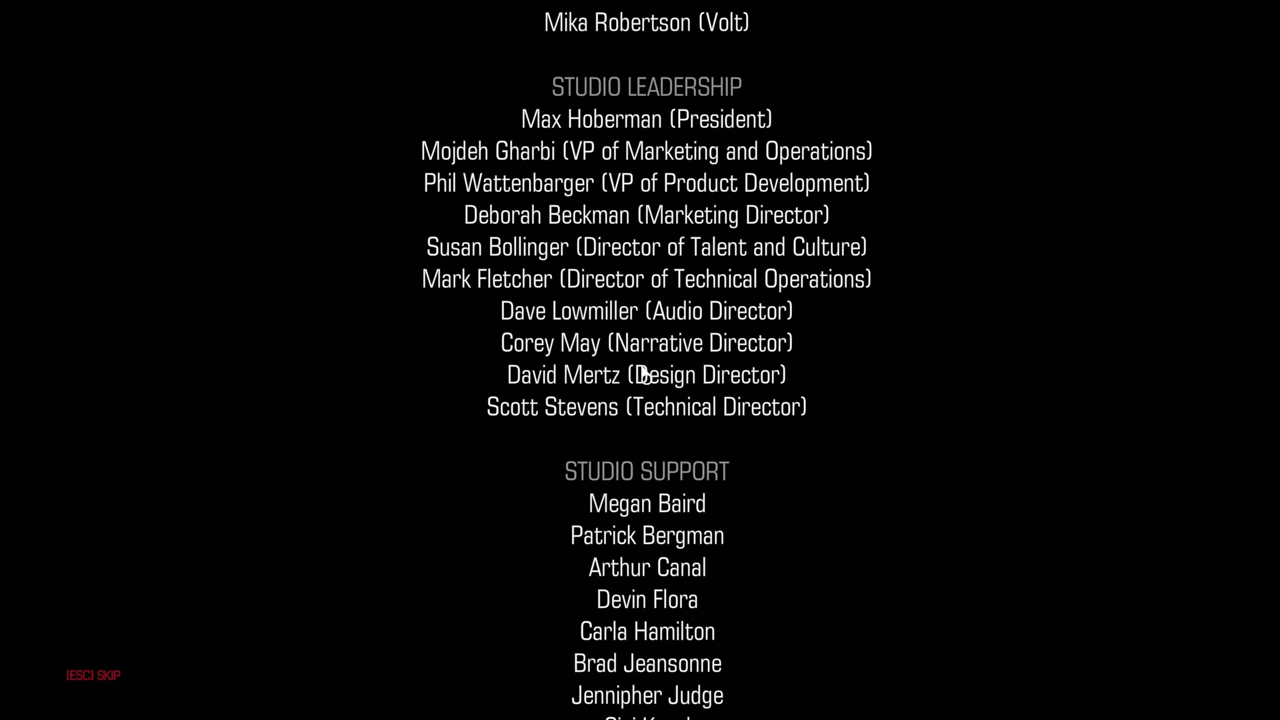 Mika Robertson (Volt)
STUDIO LEADERSHIP
Max Hoberman (President)
Mojdeh Gharbi (VP of Marketing and Operations)
Phil Wattenbarger (VP of Product Development)
Deborah Beckman (Marketing Director)
Susan Bollinger (Director of Talent and Culture)
Mark Fletcher (Director of Technical Operations)
Dave Lowmiller (Audio Director)
Corey May (Narrative Director)
David Mertz (Design Director)
Scott Stevens (Technical Director)
STUDIO SUPPORT
Megan Baird
Patrick Bergman
Arthur Canal
Devin Flora
Carla Hamilton
Brad Jeansonne
[ESC] SKIP
Jennipher Judge